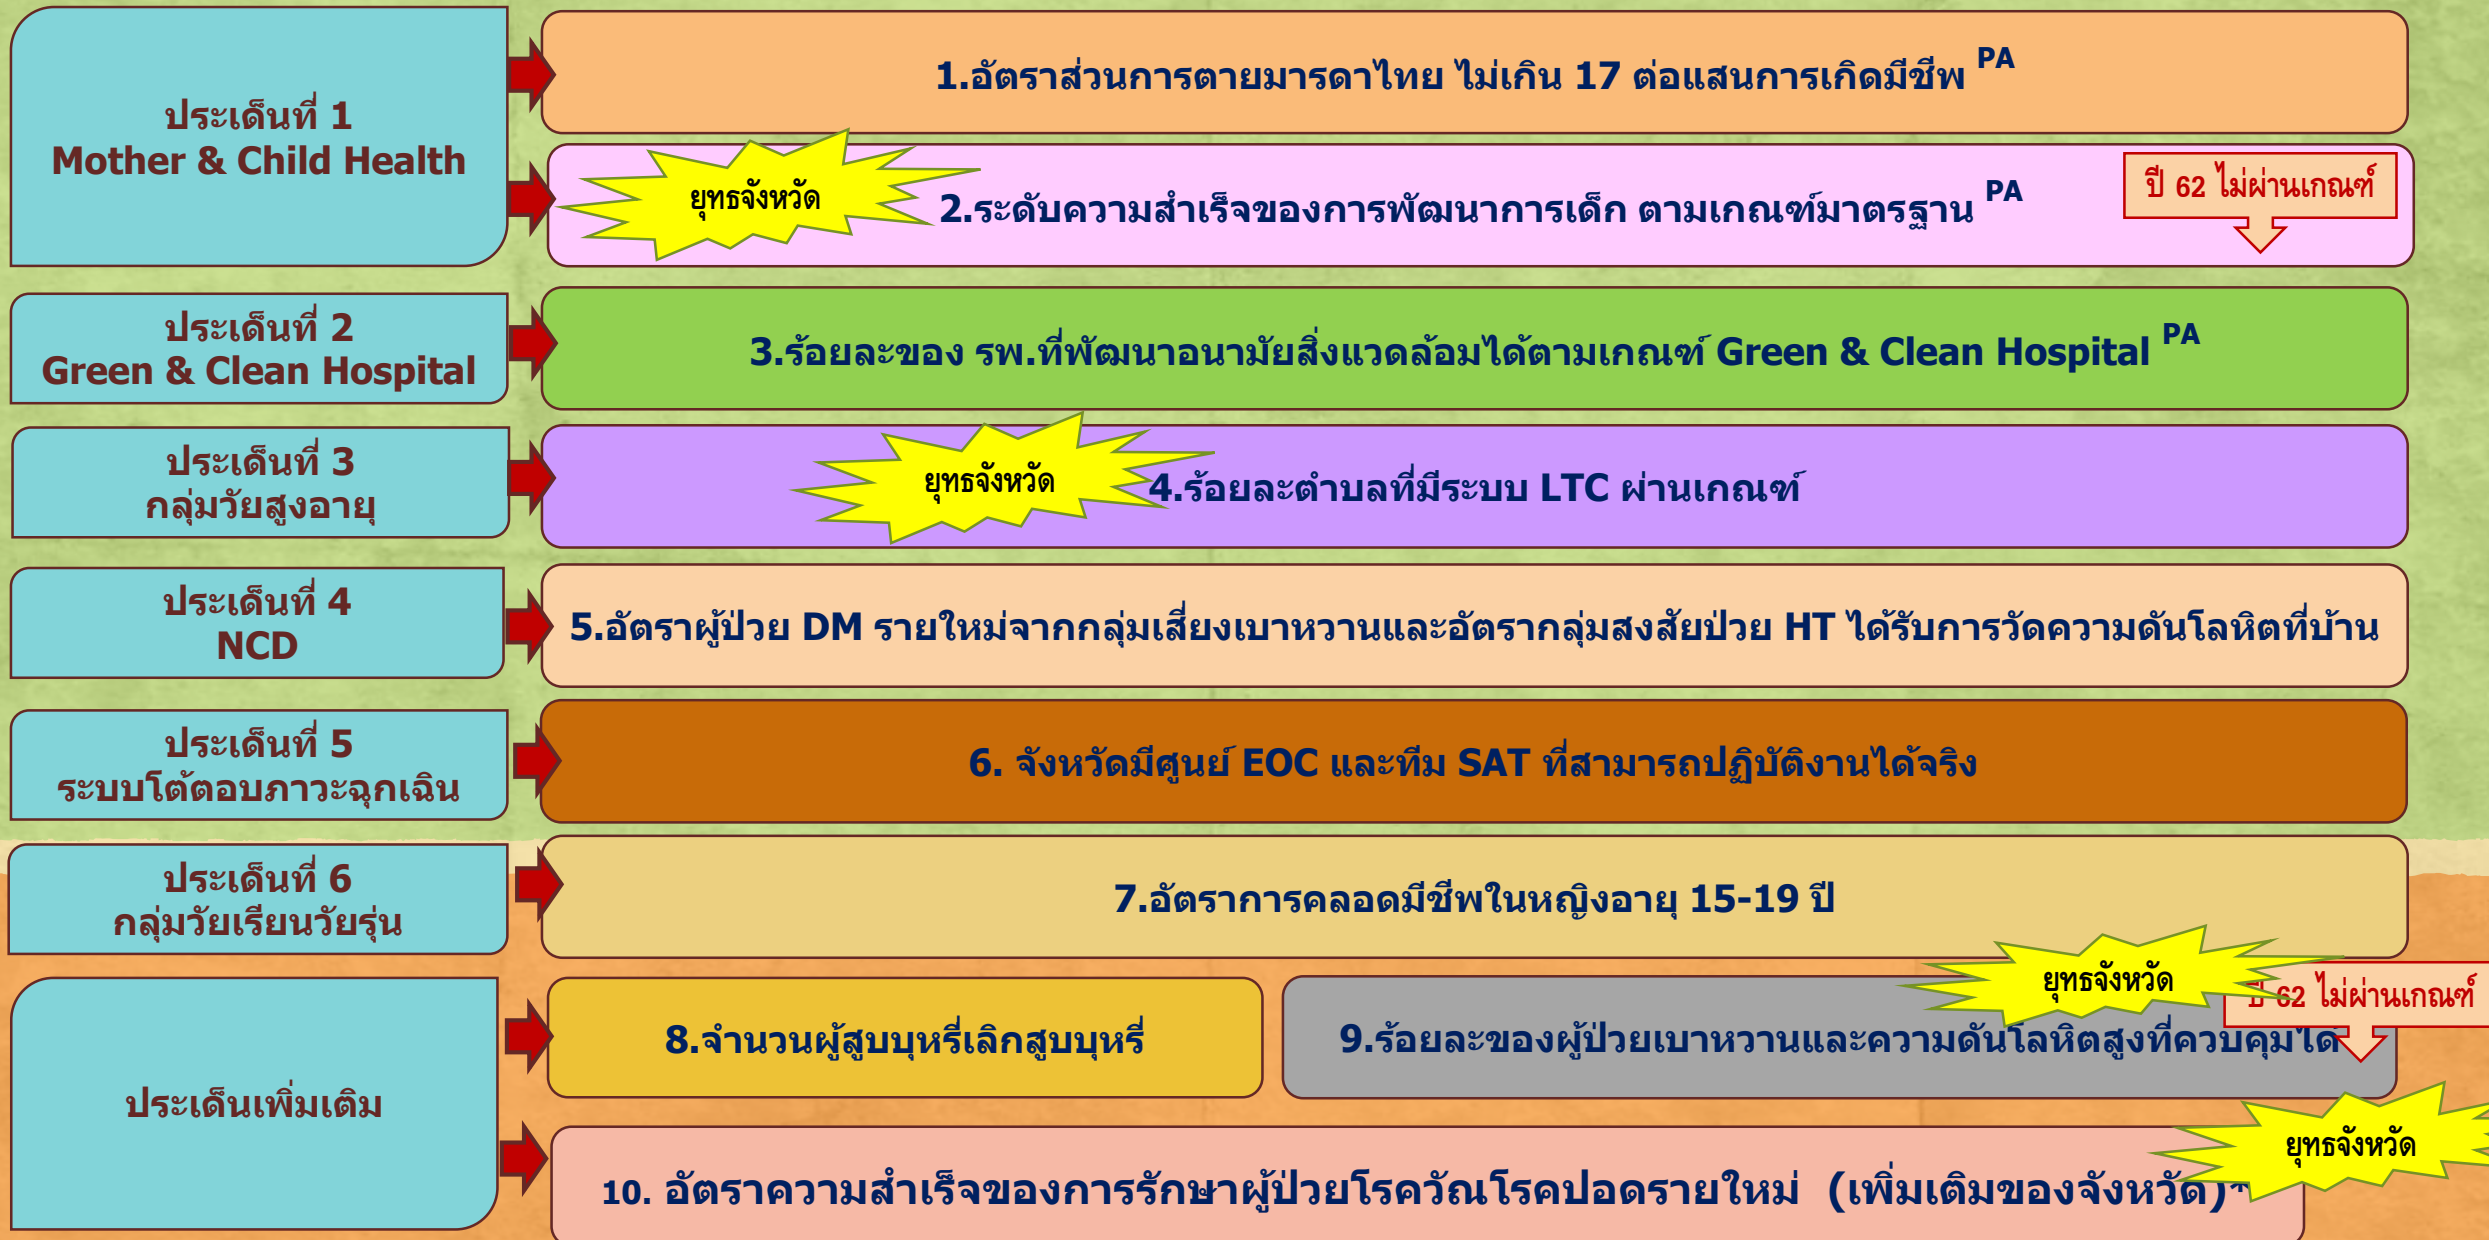 ประเด็นที่ 1
Mother & Child Health
1.อัตราส่วนการตายมารดาไทย ไม่เกิน 17 ต่อแสนการเกิดมีชีพ PA
ยุทธจังหวัด
2.ระดับความสำเร็จของการพัฒนาการเด็ก ตามเกณฑ์มาตรฐาน PA
ปี 62 ไม่ผ่านเกณฑ์
ประเด็นที่ 2
Green & Clean Hospital
3.ร้อยละของ รพ.ที่พัฒนาอนามัยสิ่งแวดล้อมได้ตามเกณฑ์ Green & Clean Hospital PA
ประเด็นที่ 3
กลุ่มวัยสูงอายุ
ยุทธจังหวัด
4.ร้อยละตำบลที่มีระบบ LTC ผ่านเกณฑ์
ประเด็นที่ 4
NCD
5.อัตราผู้ป่วย DM รายใหม่จากกลุ่มเสี่ยงเบาหวานและอัตรากลุ่มสงสัยป่วย HT ได้รับการวัดความดันโลหิตที่บ้าน
ประเด็นที่ 5
ระบบโต้ตอบภาวะฉุกเฉิน
6. จังหวัดมีศูนย์ EOC และทีม SAT ที่สามารถปฏิบัติงานได้จริง
ประเด็นที่ 6
กลุ่มวัยเรียนวัยรุ่น
7.อัตราการคลอดมีชีพในหญิงอายุ 15-19 ปี
ประเด็นเพิ่มเติม
8.จำนวนผู้สูบบุหรี่เลิกสูบบุหรี่
ยุทธจังหวัด
ปี 62 ไม่ผ่านเกณฑ์
9.ร้อยละของผู้ป่วยเบาหวานและความดันโลหิตสูงที่ควบคุมได้
ยุทธจังหวัด
10. อัตราความสำเร็จของการรักษาผู้ป่วยโรควัณโรคปอดรายใหม่ (เพิ่มเติมของจังหวัด)*